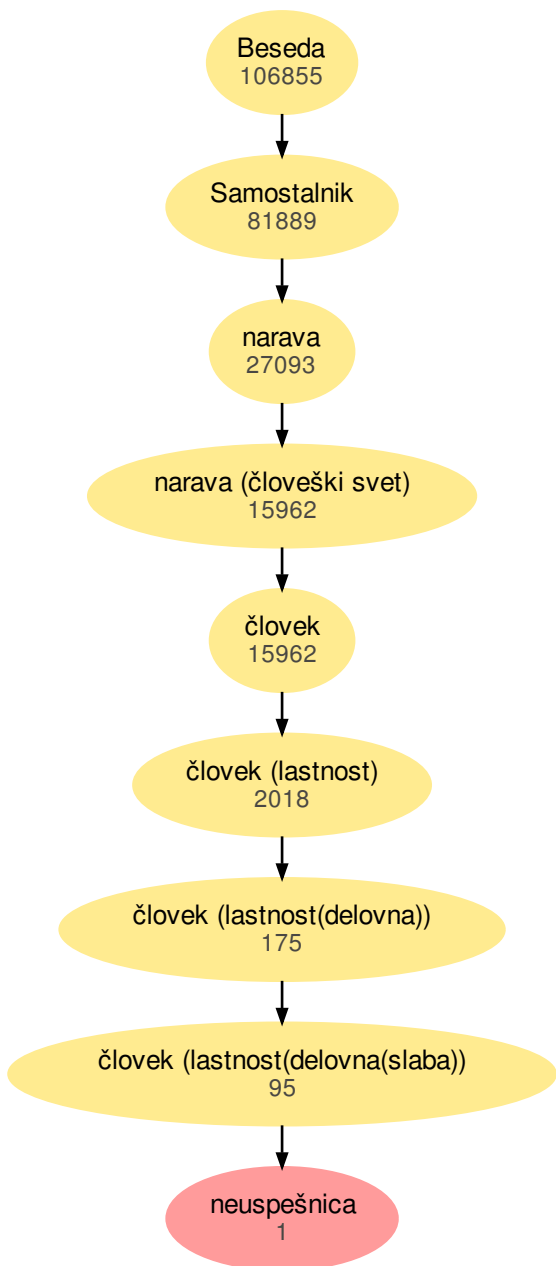 Beseda
106855
Samostalnik
81889
narava
27093
narava (človeški svet)
15962
človek
15962
človek (lastnost)
2018
človek (lastnost(delovna))
175
človek (lastnost(delovna(slaba))
95
neuspešnica
1